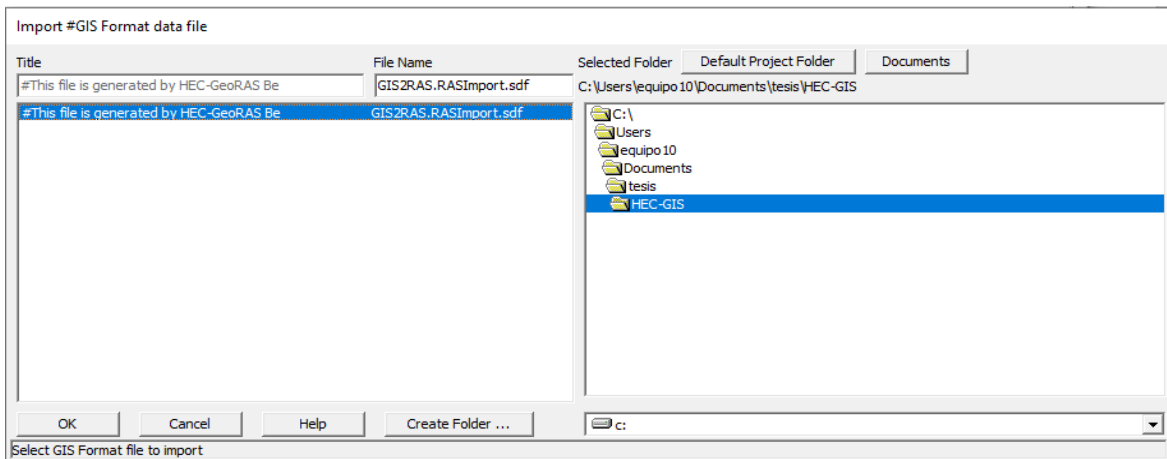 Import #GIS Format data file
Title File Name Selected Folder Default Project Folder Documents
#This file is generated by HEC-GeoRAS Be GIS2RAS.RASImport.sdf C:\Users\equipo10\Documents\tesis\HEC-GIS
#This file is generated by HEC-GeoRAS Be GIS2RAS.RASImport.sdf C:\
Users
equipo10
Documents
tesis
HEC-GIS
OK Cancel Help Create Folder ... c:
Select GIS Format file to import